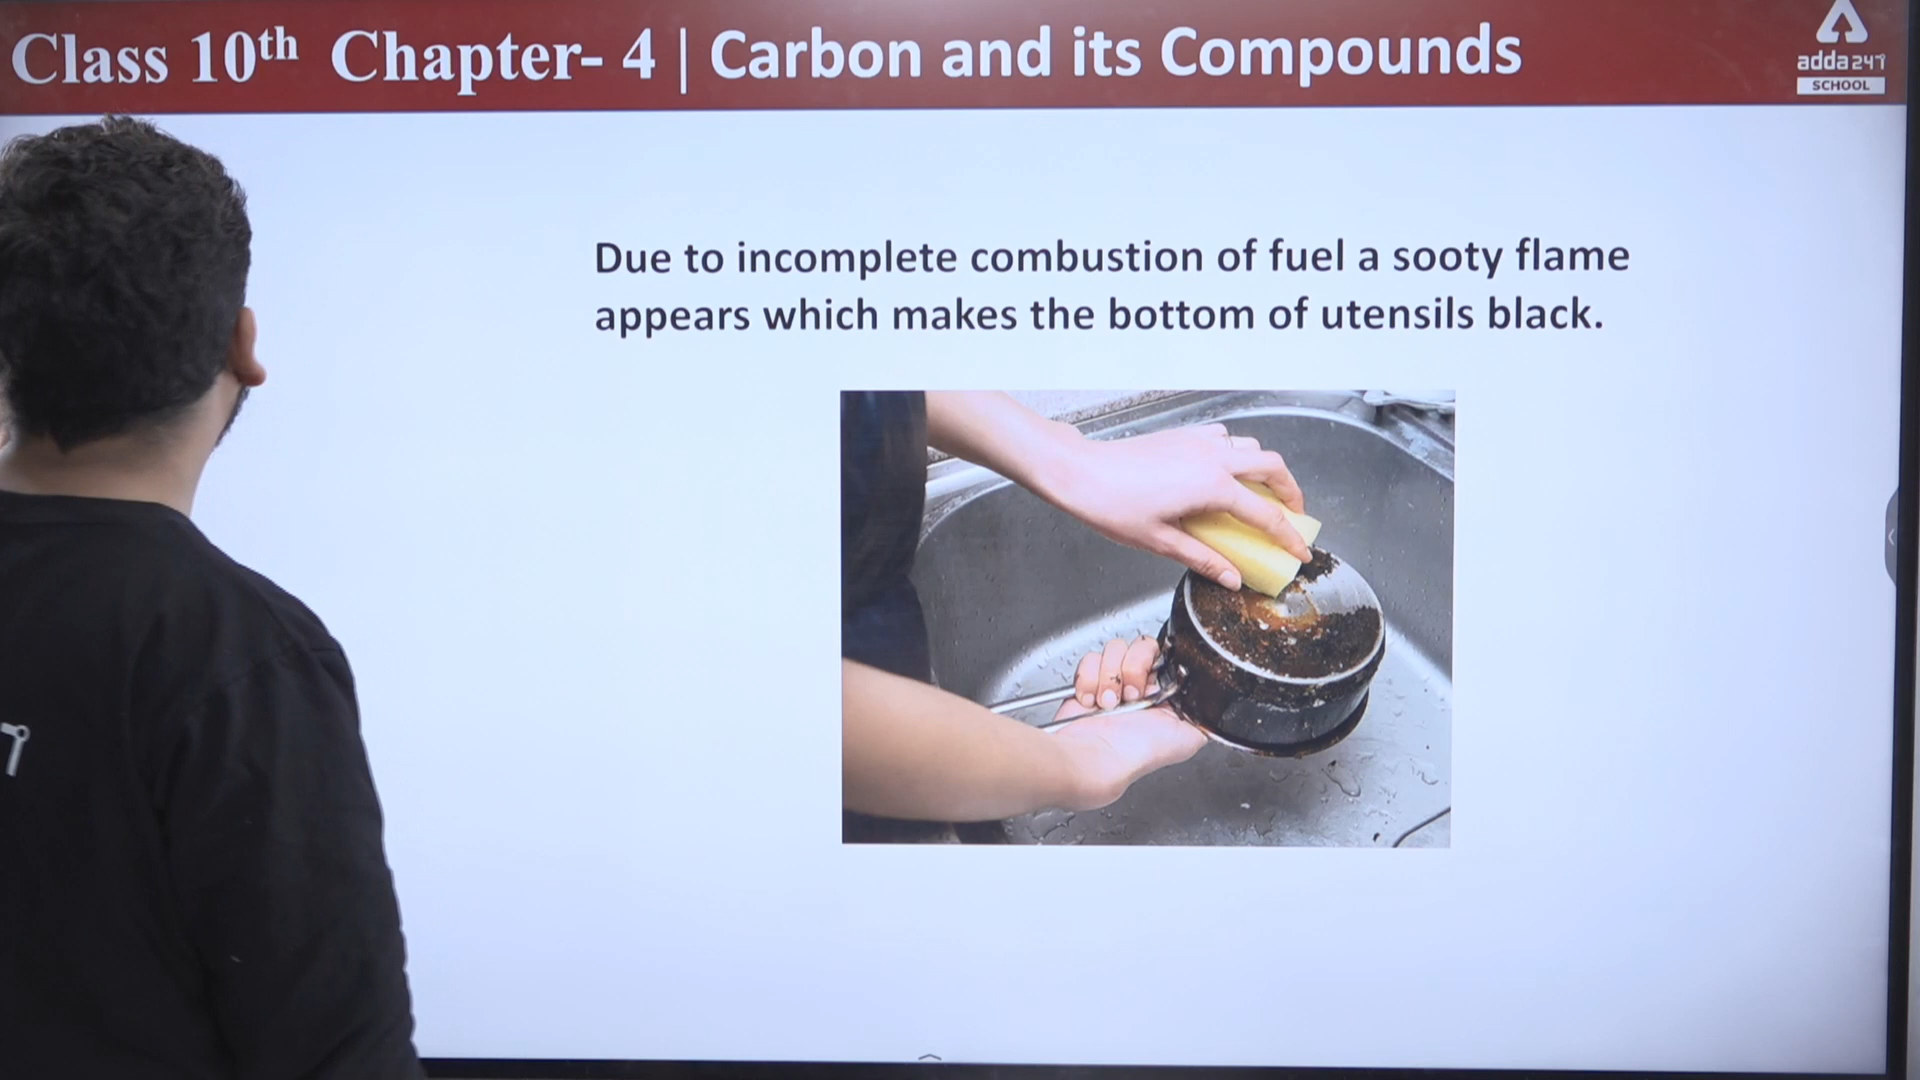 Class 10th Chapter- 4 | Carbon and its Compounds
adda247
SCHOOL
Due to incomplete combustion of fuel a sooty flame
appears which makes the bottom of utensils black.
7